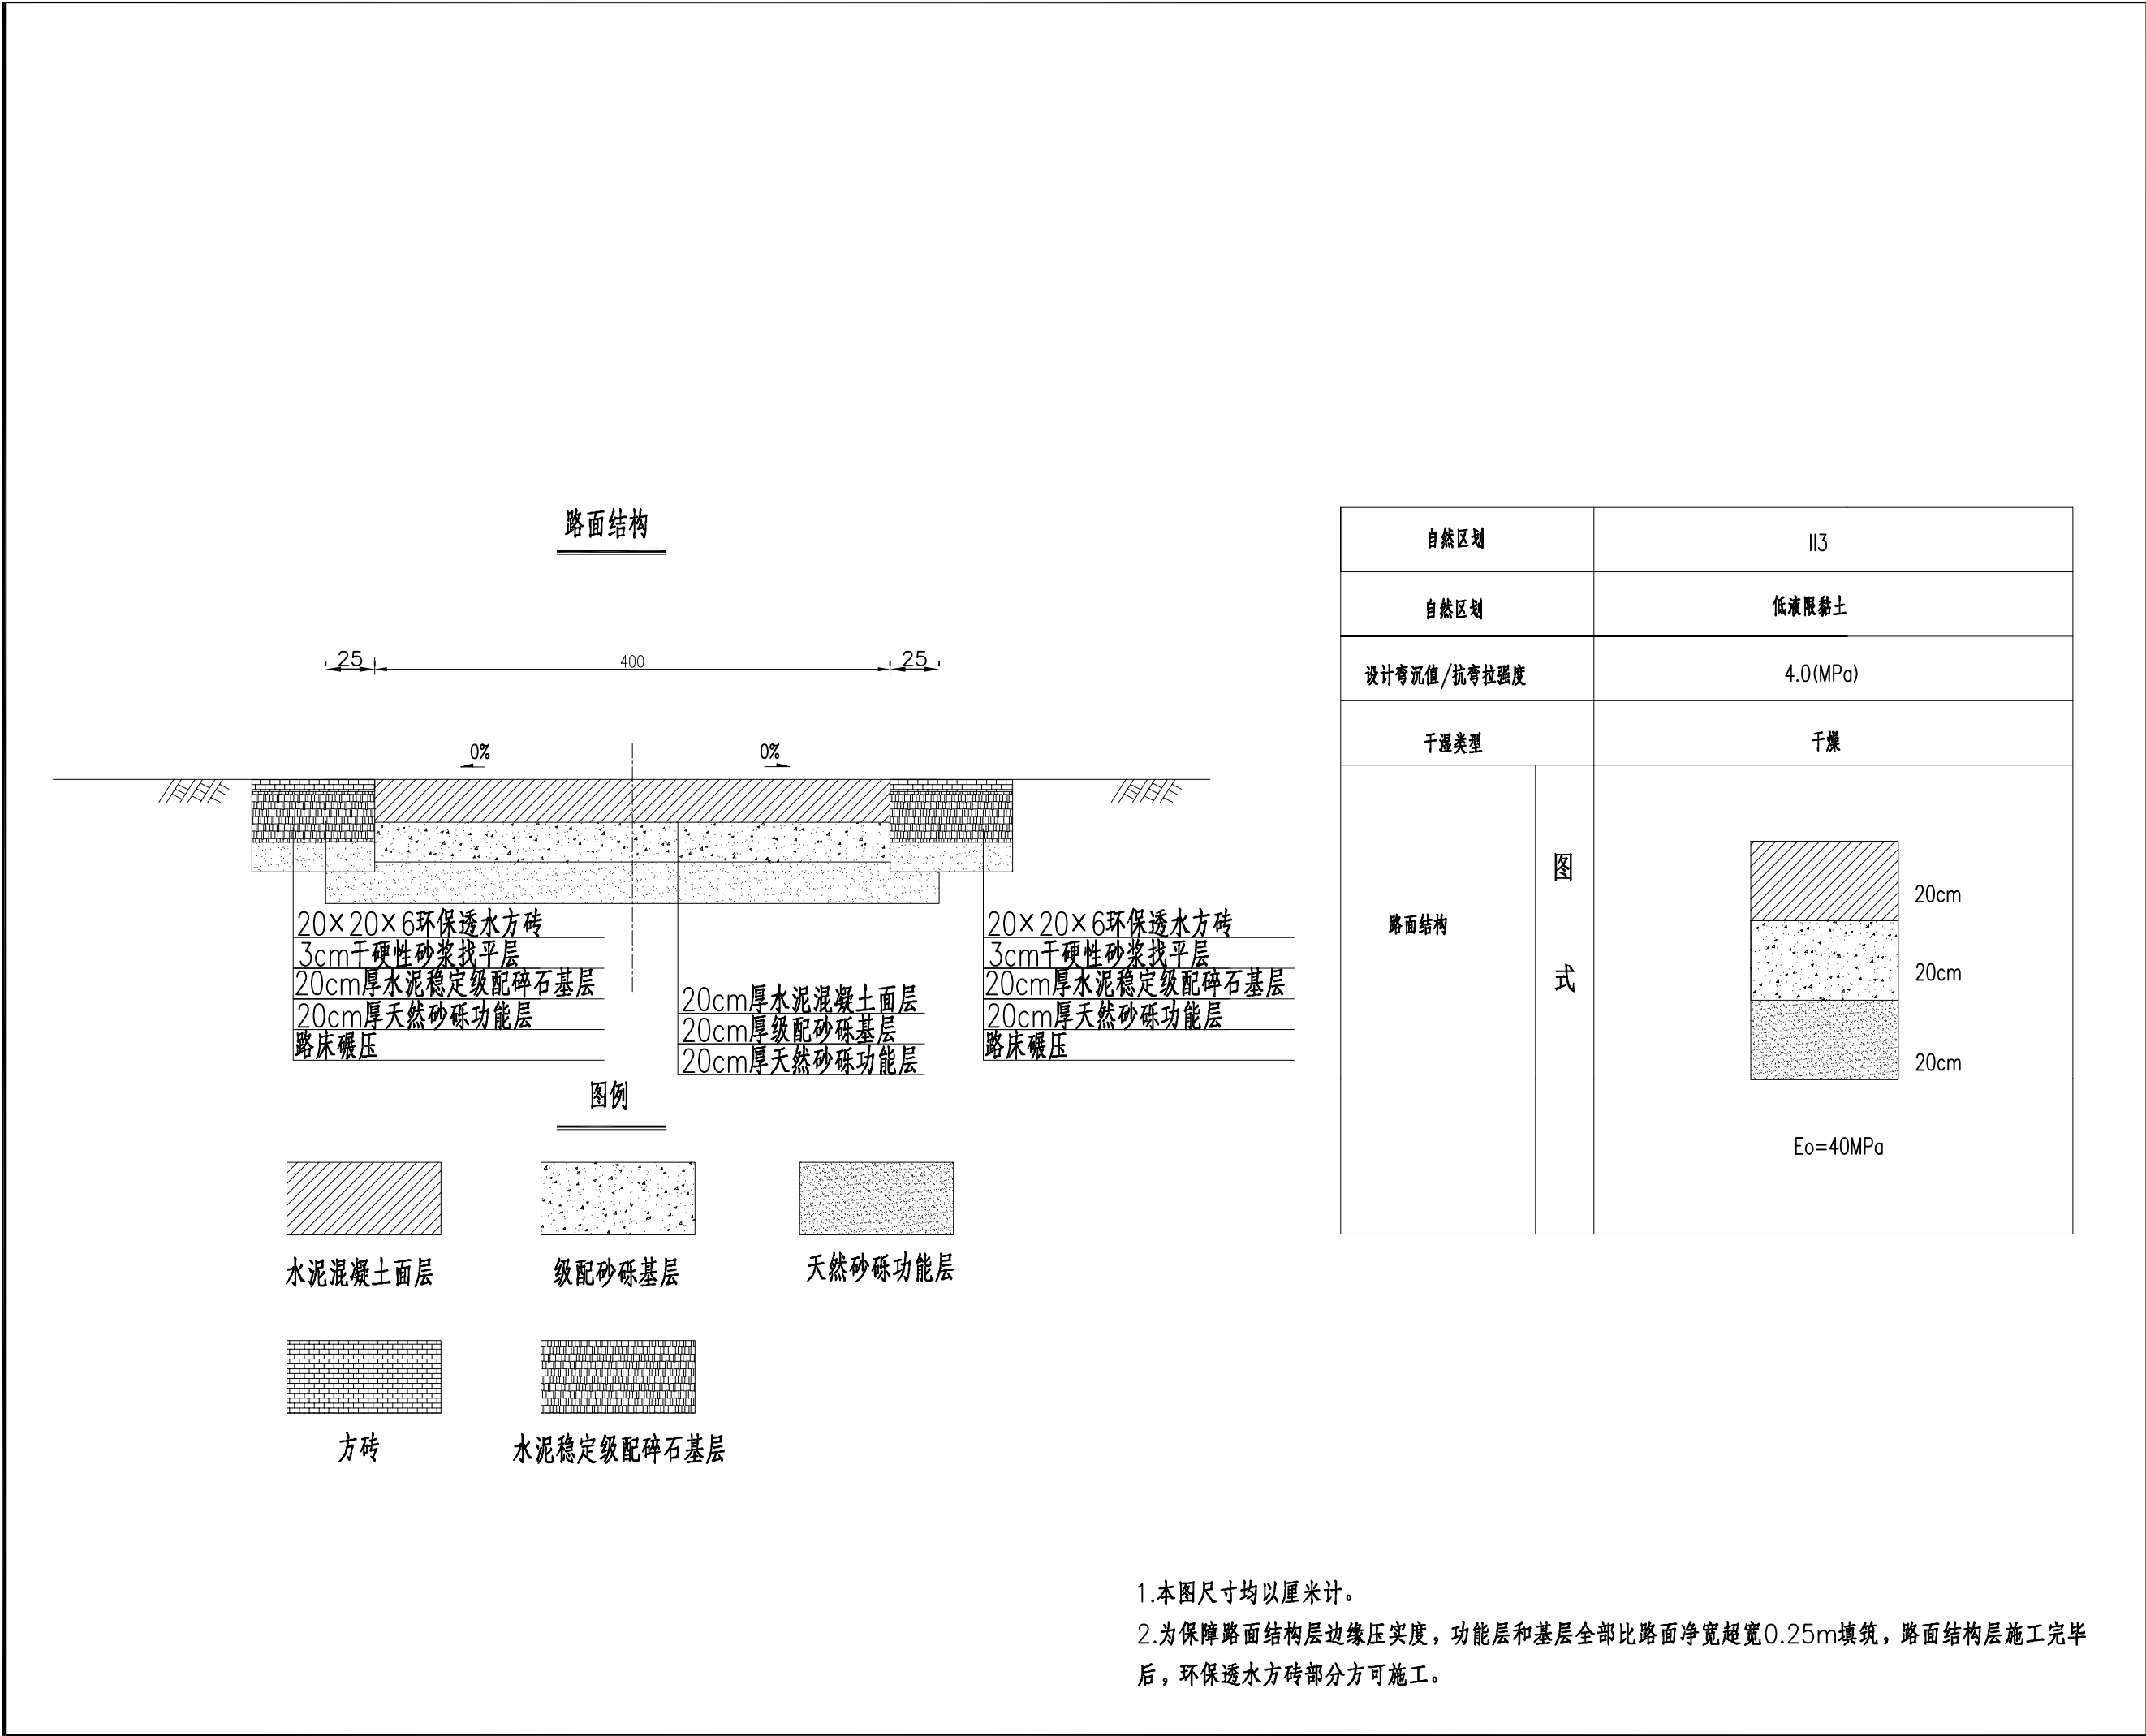 路面结构
25
400
25
0%
0%
20×20×6环保透水方砖
3cm干硬性砂浆找平层
20cm厚水泥稳定级配碎石基层
20cm厚天然砂砾功能层
路床碾压
20cm厚水泥混凝土面层
20cm厚级配砂砾基层
20cm厚天然砂砾功能层
20×20×6环保透水方砖
3cm干硬性砂浆找平层
20cm厚水泥稳定级配碎石基层
20cm厚天然砂砾功能层
路床碾压
图例
水泥混凝土面层
级配砂砾基层
天然砂砾功能层
方砖
水泥稳定级配碎石基层
自然区划
II3
自然区划
低液限黏土
设计弯沉值/抗弯拉强度
4.0(MPa)
干湿类型
干燥
路面结构
图
式
20cm
20cm
20cm
Eo=40MPa
1.本图尺寸均以厘米计。
2.为保障路面结构层边缘压实度，功能层和基层全部比路面净宽超宽0.25m填筑，路面结构层施工完毕
后，环保透水方砖部分方可施工。